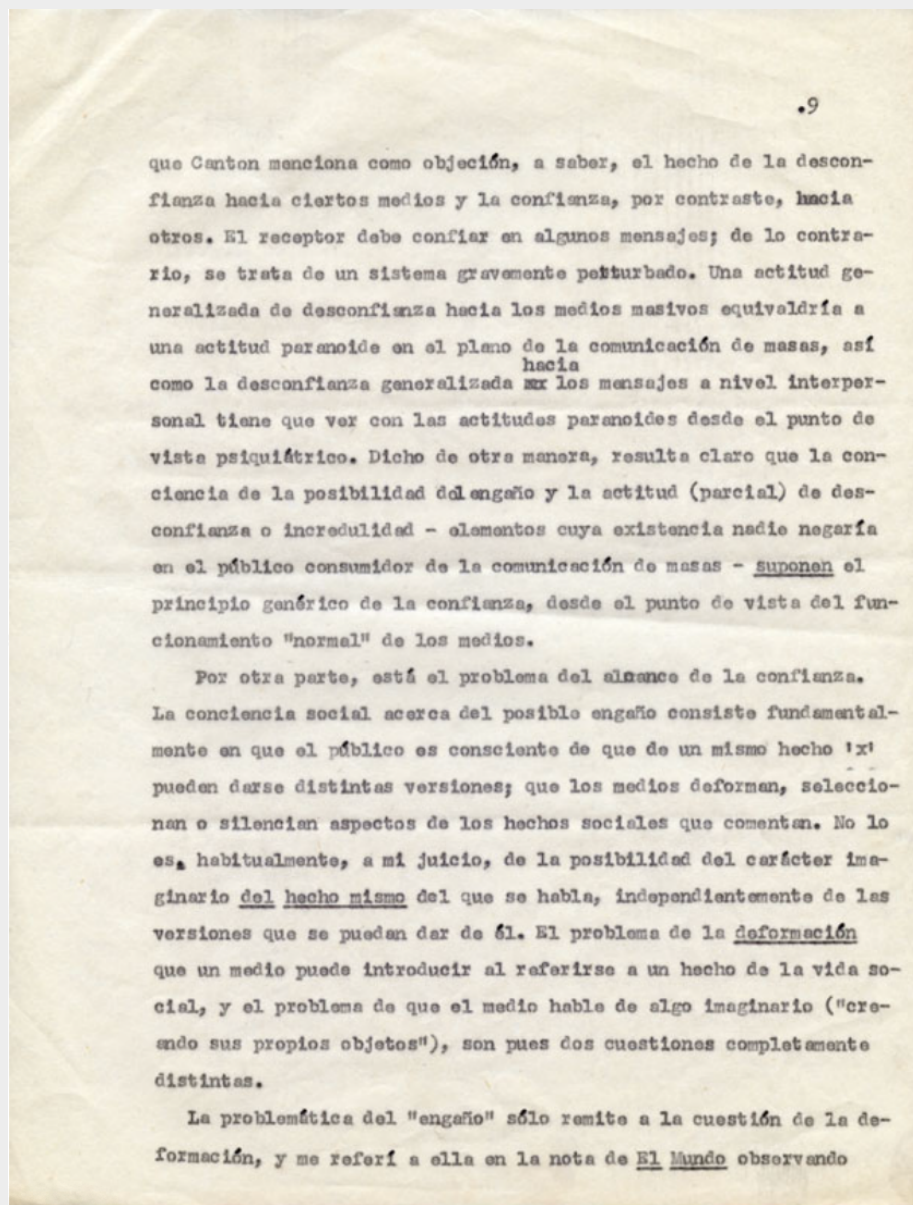 .9
que Canton menciona como objeción, a saber, el hecho de la descon-
fianza hacia ciertos medios y la confianza, por contraste, hacia
otros. El receptor debe confiar en algunos mensajes; de lo contra-
rio, se trata de un sistema gravemente perturbado. Una actitud ge-
neralizada de desconfianza hacia los medios masivos equivaldría a
una actitud paranoide en el plano de la comunicación de masas, así
hacia
como la desconfianza generalizada los mensajes a nivel interper-
sonal tiene que ver con las actitudes paranoides desde el punto de
vista psiquiátrico. Dicho de otra manera, resulta claro que la con-
ciencia de la posibilidad del engaño y la actitud (parcial) de des-
confianza o incredulidad - elementos cuya existencia nadie negaría
en el público consumidor de la comunicación de masas - suponen el
principio genérico de la confianza, desde el punto de vista del fun-
cionamiento "normal" de los medios.
Por otra parte, está el problema del alcance de la confianza.
La conciencia social acerca del posible engaño consiste fundamental-
mente en que el público es consciente de que de un mismo hecho 'x'
pueden darse distintas versiones; que los medios deforman, seleccio-
nan o silencian aspectos de los hechos sociales que comentan. No lo
es, habitualmente, a mi juicio, de la posibilidad del carácter ima-
ginario del hecho mismo del que se habla, independientemente de las
versiones que se puedan dar de él. El problema de la deformación
que un medio puede introducir al referirse a un hecho de la vida so-
cial, y el problema de que el medio hable de algo imaginario ("cre-
ando sus propios objetos"), son pues dos cuestiones completamente
distintas.
La problemática del "engaño" sólo remite a la cuestión de la de-
formación, y me referí a ella en la nota de El Mundo observando